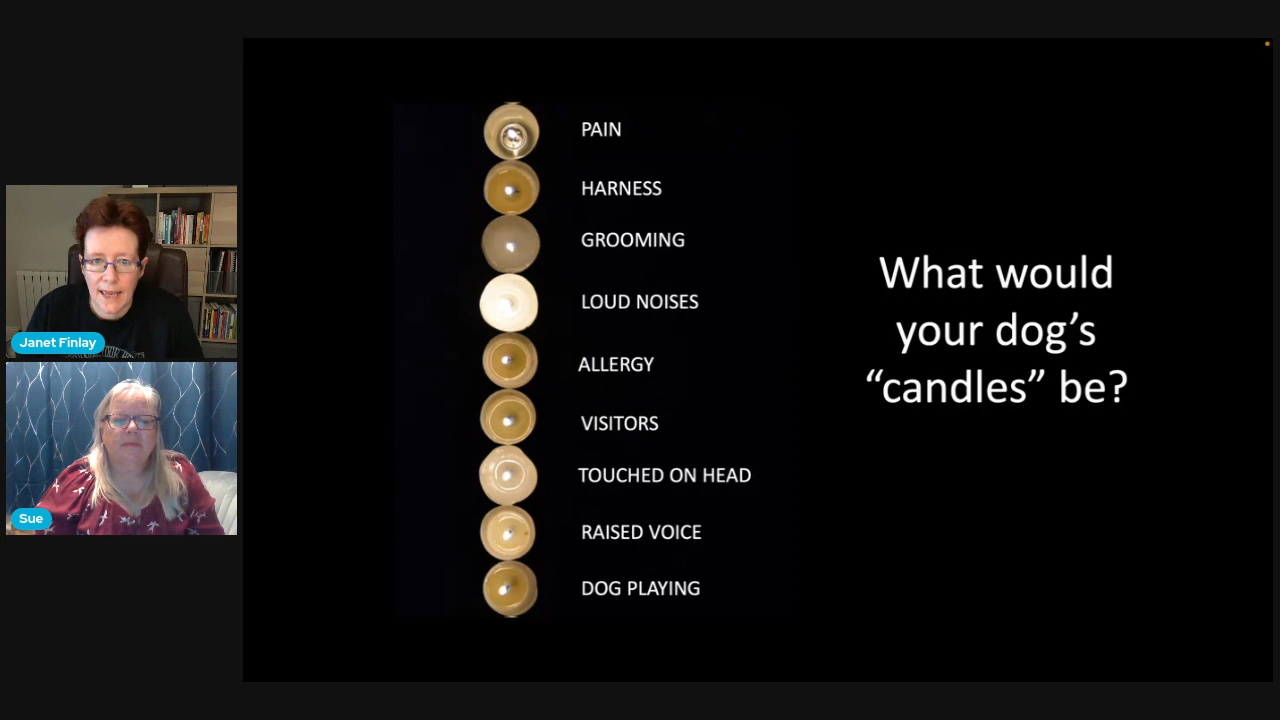 PAIN
HARNESS
GROOMING
LOUD NOISES
ALLERGY
VISITORS
TOUCHED ON HEAD
RAISED VOICE
DOG PLAYING
What would
your dog’s
“candles” be?
Janet Finlay
Sue